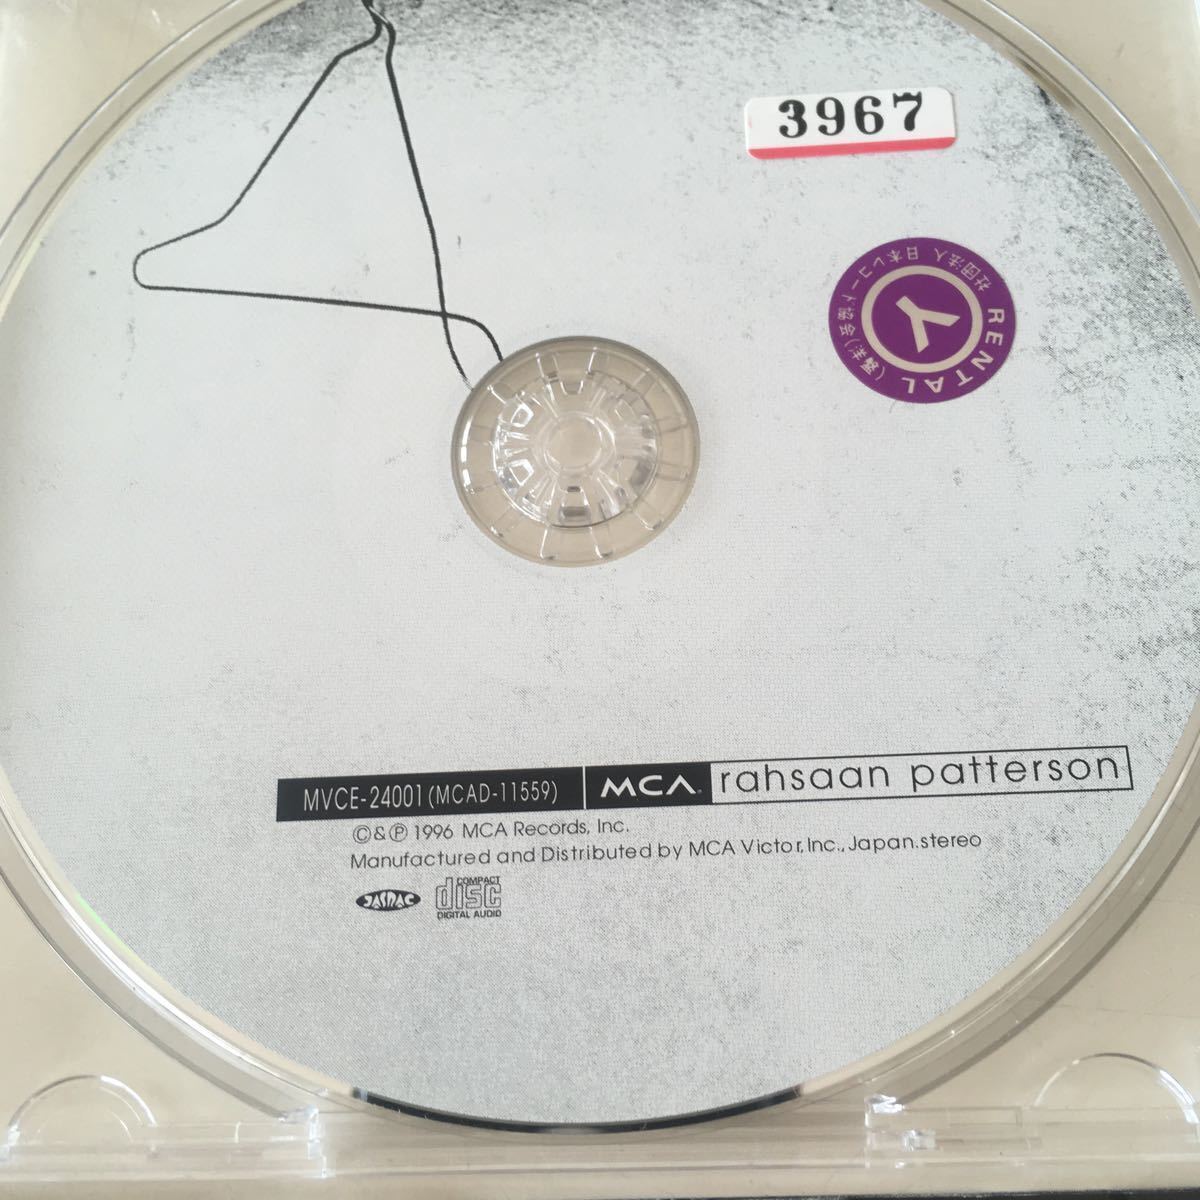 3967
RENTAL
社団法人 日本レコード協会(洋盤)
Y
MVCE-24001(MCAD-11559)
MCA
rahsaan patterson
©&℗ 1996 MCA Records, Inc.
Manufactured and Distributed by MCA Victor, Inc., Japan.stereo
JASRAC
COMPACT
disc
DIGITAL AUDIO